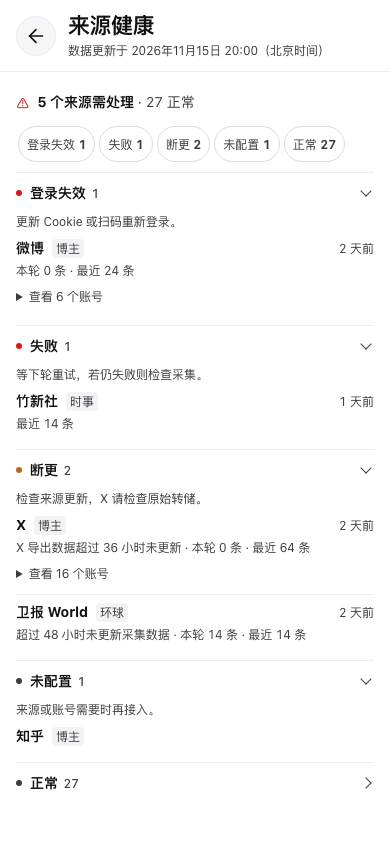 来源健康
数据更新于 2026年11月15日 20:00（北京时间）
5 个来源需处理 · 27 正常
登录失效 1 失败 1 断更 2 未配置 1 正常 27
登录失效 1
更新 Cookie 或扫码重新登录。
微博 博主 2 天前
本轮 0 条 · 最近 24 条
▶ 查看 6 个账号
失败 1
等下轮重试，若仍失败则检查采集。
竹新社 时事 1 天前
最近 14 条
断更 2
检查来源更新，X 请检查原始转储。
X 博主 2 天前
X 导出数据超过 36 小时未更新 · 本轮 0 条 · 最近 64 条
▶ 查看 16 个账号
卫报 World 环球 2 天前
超过 48 小时未更新采集数据 · 本轮 14 条 · 最近 14 条
未配置 1
来源或账号需要时再接入。
知乎 博主
正常 27